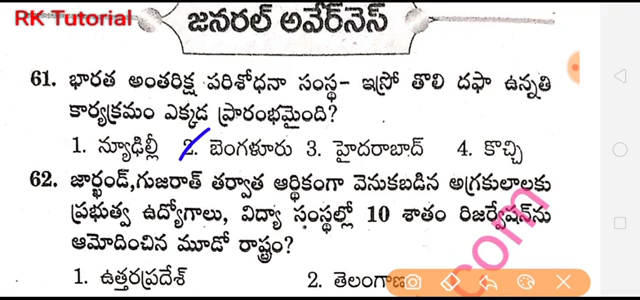 RK Tutorial
జనరల్ అవేర్‌నెస్
61. భారత అంతరిక్ష పరిశోధనా సంస్థ- ఇస్రో తొలి దఫా ఉన్నతి
కార్యక్రమం ఎక్కడ ప్రారంభమైంది?
1. న్యూఢిల్లీ 2. బెంగళూరు 3. హైదరాబాద్ 4. కొచ్చి
62. జార్ఖండ్,గుజరాత్ తర్వాత ఆర్థికంగా వెనుకబడిన అగ్రకులాలకు
ప్రభుత్వ ఉద్యోగాలు, విద్యా సంస్థల్లో 10 శాతం రిజర్వేషన్‌ను
ఆమోదించిన మూడో రాష్ట్రం?
1. ఉత్తరప్రదేశ్ 2. తెలంగాణ
com